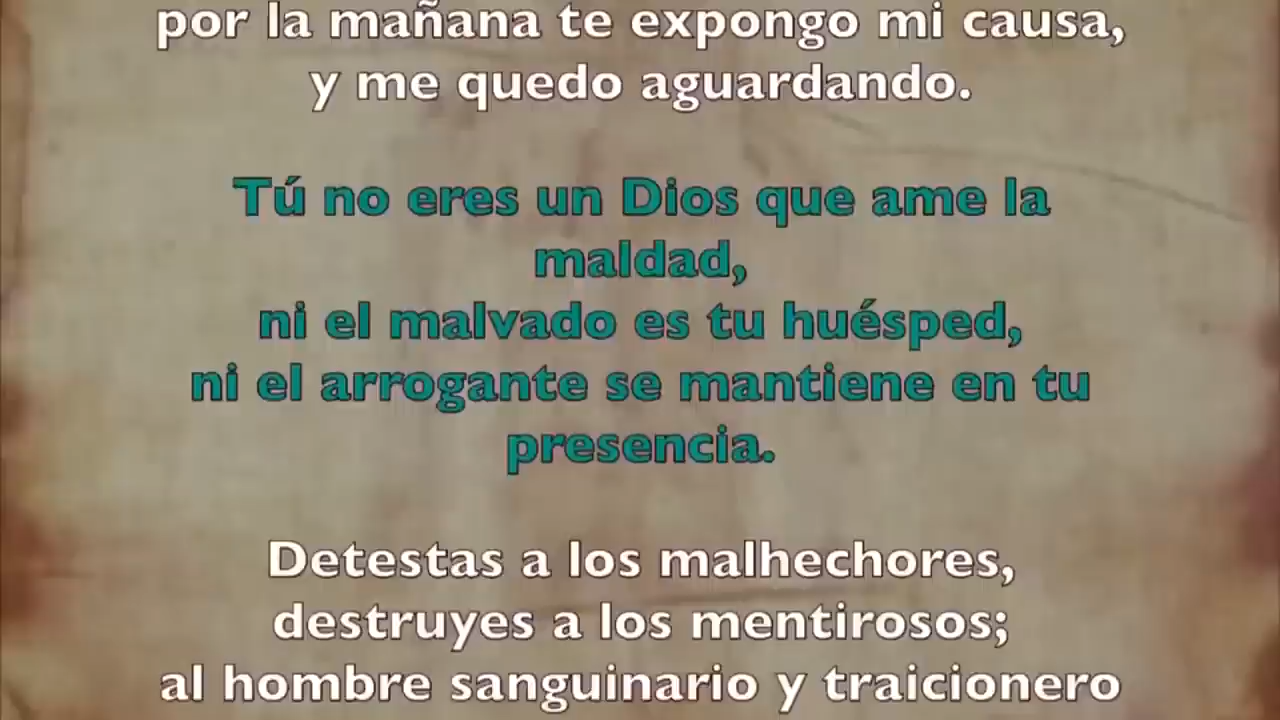 por la mañana te expongo mi causa,
y me quedo aguardando.
Tú no eres un Dios que ame la
maldad,
ni el malvado es tu huésped,
ni el arrogante se mantiene en tu
presencia.
Detestas a los malhechores,
destruyes a los mentirosos;
al hombre sanguinario y traicionero